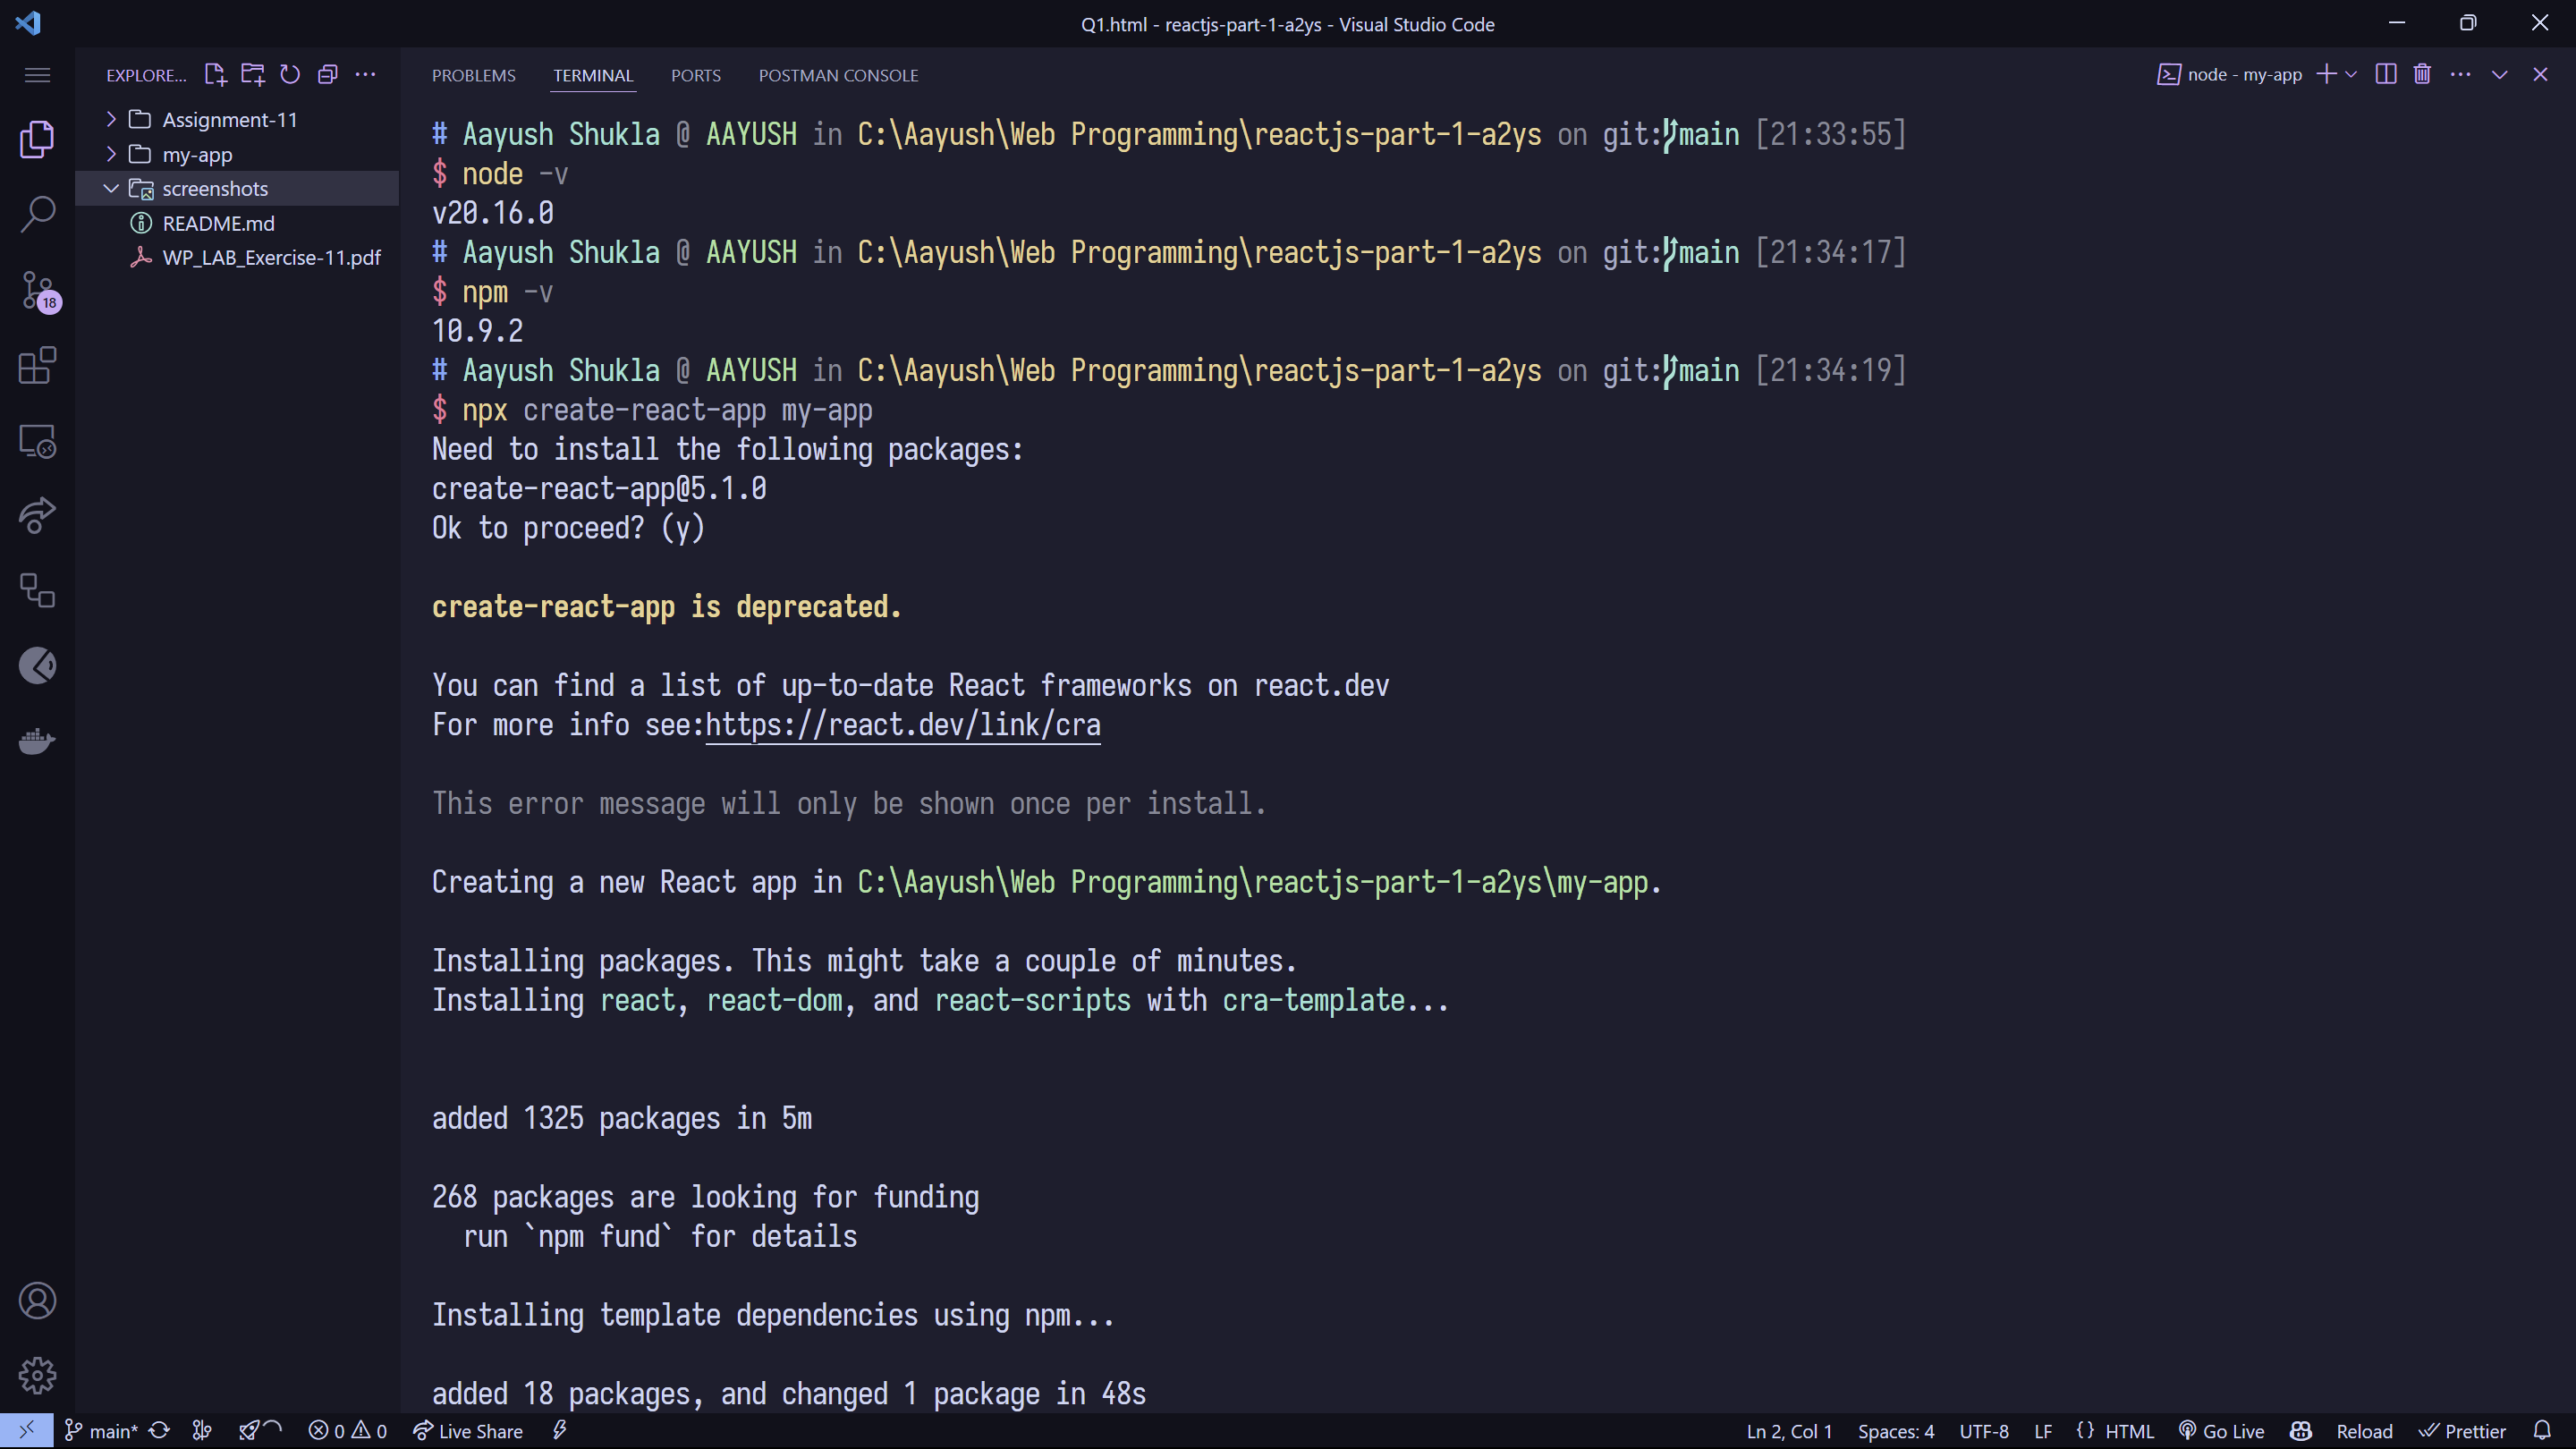 Q1.html - reactjs-part-1-a2ys - Visual Studio Code
EXPLORE...
Assignment-11
my-app
screenshots
README.md
WP_LAB_Exercise-11.pdf
18
PROBLEMS TERMINAL PORTS POSTMAN CONSOLE
node - my-app
# Aayush Shukla @ AAYUSH in C:\Aayush\Web Programming\reactjs-part-1-a2ys on git:main [21:33:55]
$ node -v
v20.16.0
# Aayush Shukla @ AAYUSH in C:\Aayush\Web Programming\reactjs-part-1-a2ys on git:main [21:34:17]
$ npm -v
10.9.2
# Aayush Shukla @ AAYUSH in C:\Aayush\Web Programming\reactjs-part-1-a2ys on git:main [21:34:19]
$ npx create-react-app my-app
Need to install the following packages:
create-react-app@5.1.0
Ok to proceed? (y)
create-react-app is deprecated.
You can find a list of up-to-date React frameworks on react.dev
For more info see:https://react.dev/link/cra
This error message will only be shown once per install.
Creating a new React app in C:\Aayush\Web Programming\reactjs-part-1-a2ys\my-app.
Installing packages. This might take a couple of minutes.
Installing react, react-dom, and react-scripts with cra-template...
added 1325 packages in 5m
268 packages are looking for funding
  run `npm fund` for details
Installing template dependencies using npm...
added 18 packages, and changed 1 package in 48s
main* 0 0 Live Share Ln 2, Col 1 Spaces: 4 UTF-8 LF {} HTML Go Live Reload Prettier